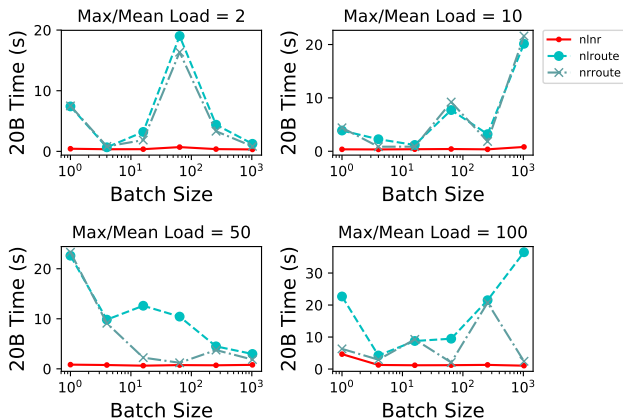 Max/Mean Load = 2
20B Time (s)
20
10
0
10^0
10^1
10^2
10^3
Batch Size
Max/Mean Load = 10
20B Time (s)
20
10
0
10^0
10^1
10^2
10^3
Batch Size
nlnr
nlroute
nrroute
Max/Mean Load = 50
20B Time (s)
20
10
0
10^0
10^1
10^2
10^3
Batch Size
Max/Mean Load = 100
20B Time (s)
30
20
10
0
10^0
10^1
10^2
10^3
Batch Size